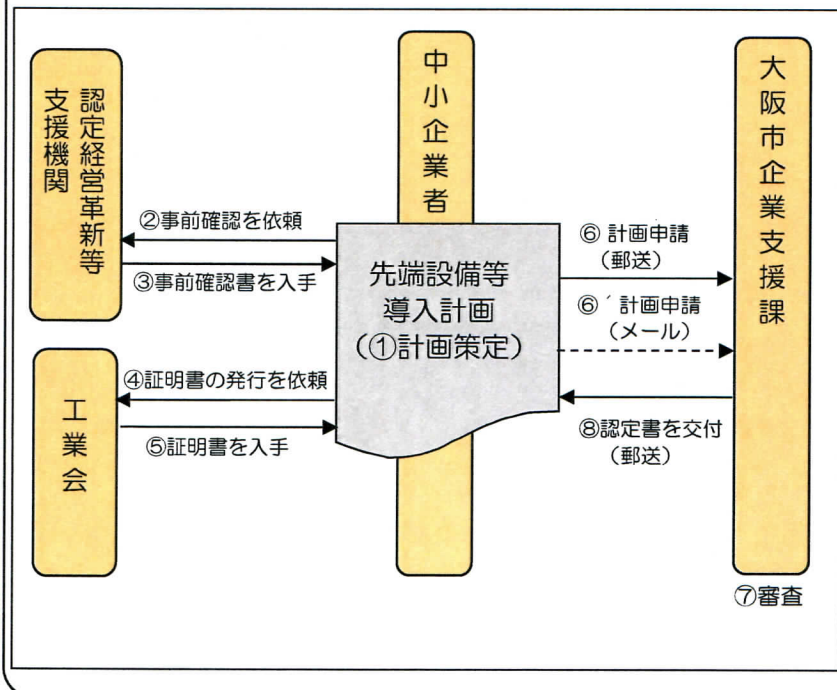 認定経営革新等
支援機関
工業会
中小企業者
大阪市企業支援課
②事前確認を依頼
③事前確認書を入手
④証明書の発行を依頼
⑤証明書を入手
先端設備等
導入計画
（①計画策定）
⑥ 計画申請
（郵送）
⑥´計画申請
（メール）
⑧認定書を交付
（郵送）
⑦審査